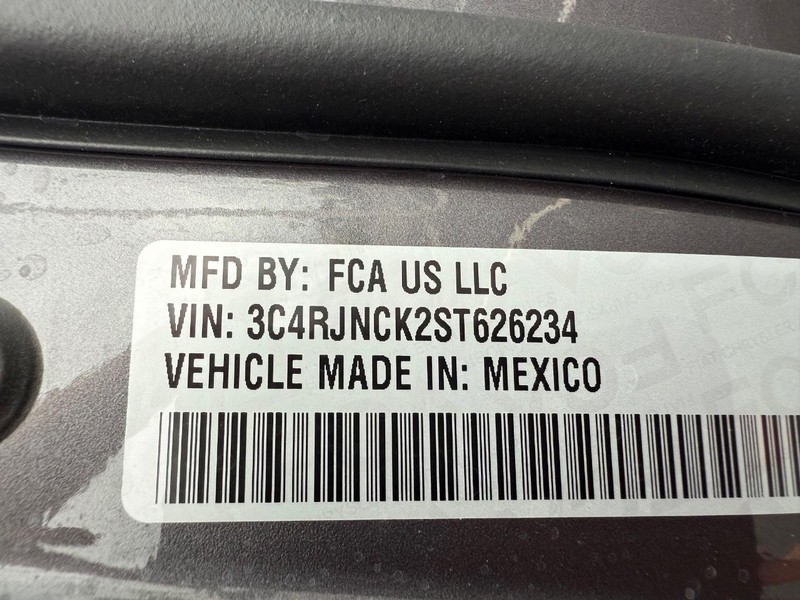 MFD BY: FCA US LLC
VIN: 3C4RJNCK2ST626234
VEHICLE MADE IN: MEXICO